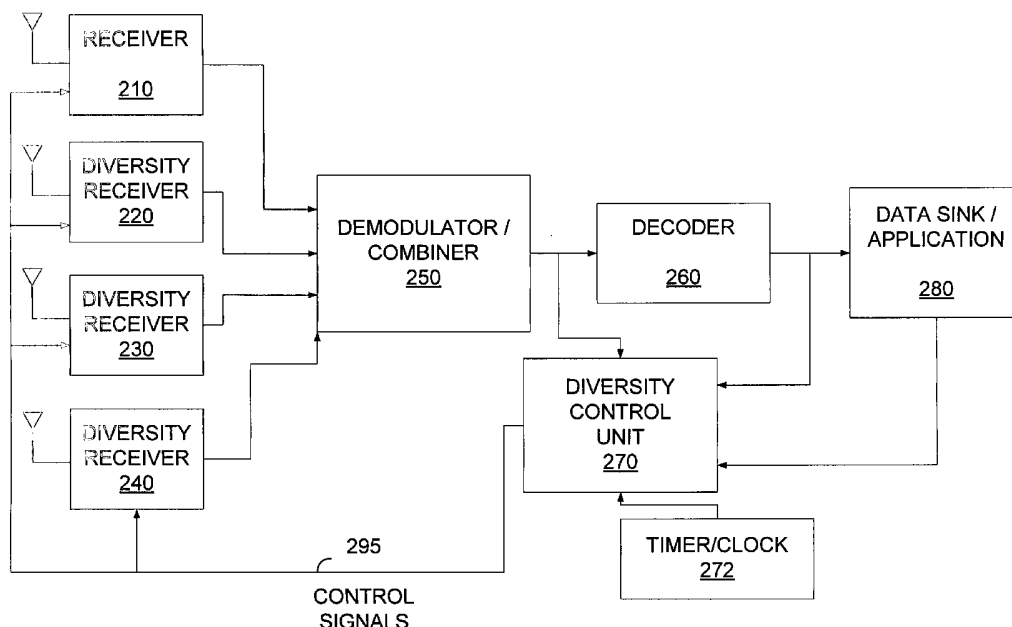 RECEIVER
210
DIVERSITY
RECEIVER
220
DIVERSITY
RECEIVER
230
DIVERSITY
RECEIVER
240
DEMODULATOR /
COMBINER
250
DECODER
260
DATA SINK /
APPLICATION
280
DIVERSITY
CONTROL
UNIT
270
TIMER/CLOCK
272
295
CONTROL
SIGNALS